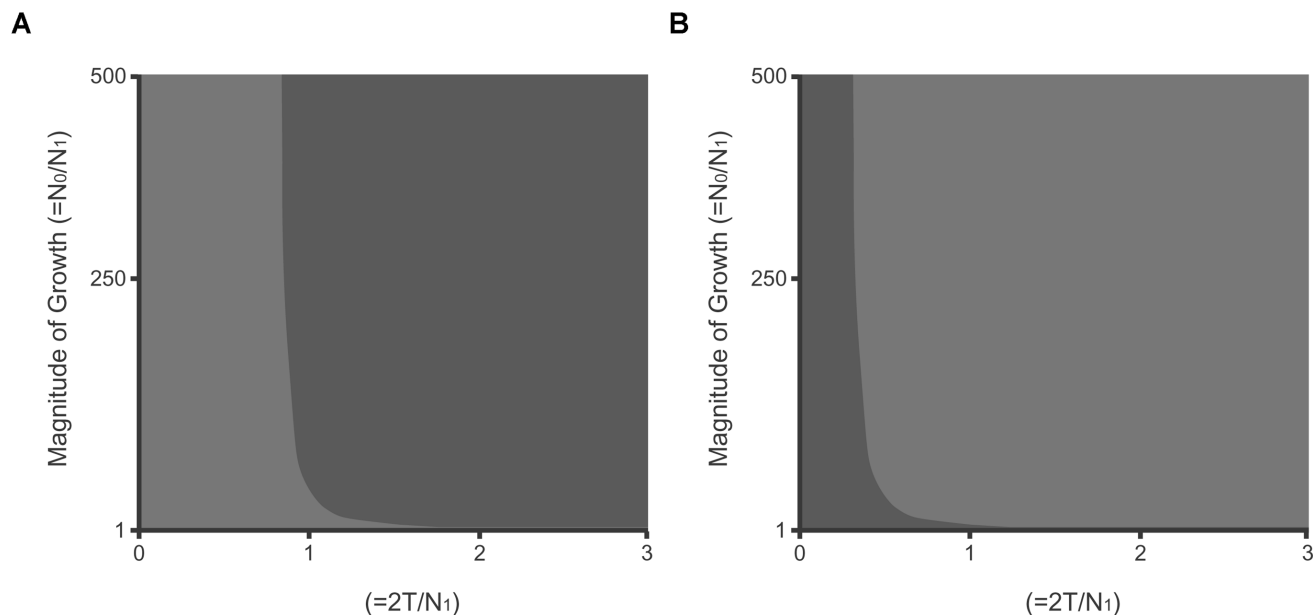 A
B
500
250
1
0
1
2
3
Magnitude of Growth (=N₀/N₁)
(=2T/N₁)
500
250
1
0
1
2
3
Magnitude of Growth (=N₀/N₁)
(=2T/N₁)